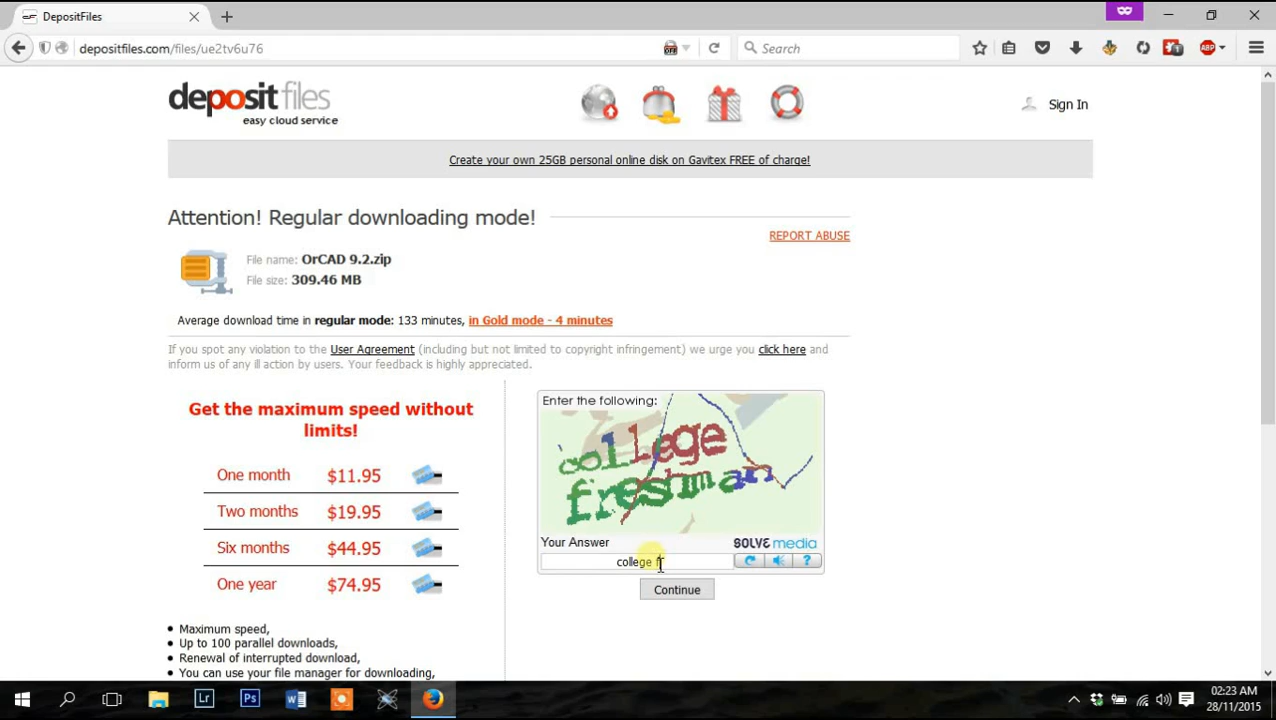 DepositFiles
depositfiles.com/files/ue2tv6u76
OFF
Search
1
ABP
depositfiles
easy cloud service
Sign In
Create your own 25GB personal online disk on Gavitex FREE of charge!
Attention! Regular downloading mode!
REPORT ABUSE
File name: OrCAD 9.2.zip
File size: 309.46 MB
Average download time in regular mode: 133 minutes, in Gold mode - 4 minutes
If you spot any violation to the User Agreement (including but not limited to copyright infringement) we urge you click here and
inform us of any ill action by users. Your feedback is highly appreciated.
Get the maximum speed without
limits!
One month $11.95
Two months $19.95
Six months $44.95
One year $74.95
Maximum speed,
Up to 100 parallel downloads,
Renewal of interrupted download,
You can use your file manager for downloading,
Enter the following:
college
freshman
Your Answer
SOLVE media
college f
?
Continue
Lr
Ps
02:23 AM
28/11/2015